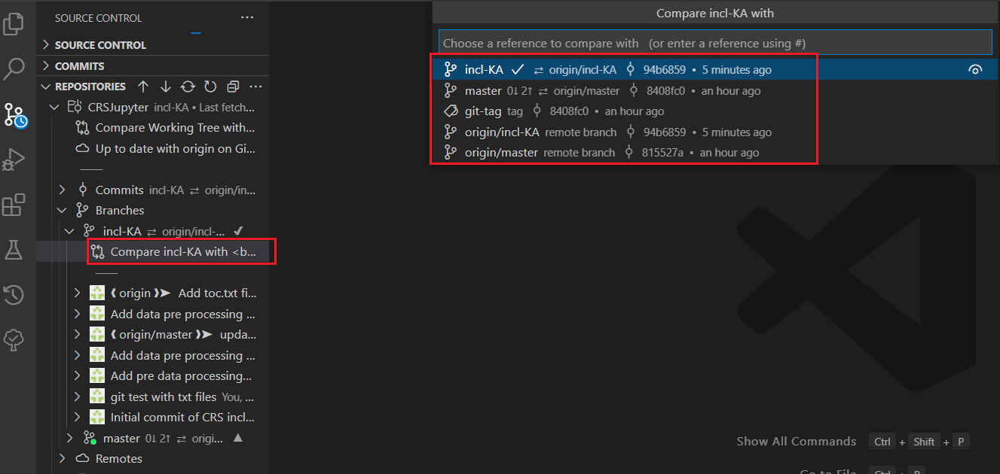 SOURCE CONTROL ...
SOURCE CONTROL
COMMITS
REPOSITORIES
CRSJupyter incl-KA • Last fetch...
Compare Working Tree with...
Up to date with origin on Gi...
Commits incl-KA ⇄ origin/in...
Branches
incl-KA ⇄ origin/incl-... ✓
Compare incl-KA with <b...
❪ origin ❫➤ Add toc.txt fi...
Add data pre processing ...
❪ origin/master ❫➤ upda...
Add data pre processing ...
Add pre data processing...
git test with txt files You, ...
Initial commit of CRS incl...
master 0↓ 2↑ ⇄ origi... ▲
Remotes
Compare incl-KA with
Choose a reference to compare with (or enter a reference using #)
incl-KA ✓ ⇄ origin/incl-KA 94b6859 • 5 minutes ago
master 0↓ 2↑ ⇄ origin/master 8408fc0 • an hour ago
git-tag tag 8408fc0 • an hour ago
origin/incl-KA remote branch 94b6859 • 5 minutes ago
origin/master remote branch 815527a • an hour ago
Show All Commands Ctrl + Shift + P
Go to File Ctrl + P